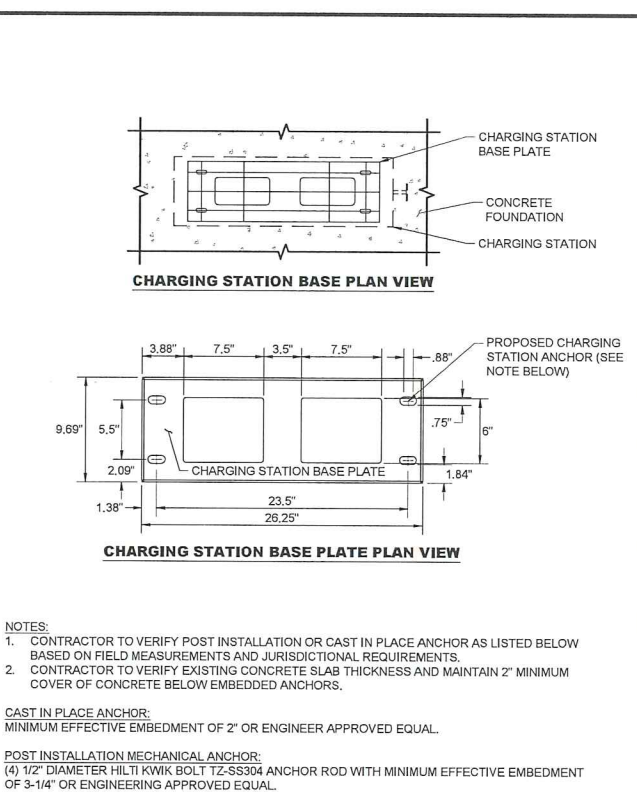 CHARGING STATION
BASE PLATE
CONCRETE
FOUNDATION
CHARGING STATION
CHARGING STATION BASE PLAN VIEW
3.88" 7.5" 3.5" 7.5" .88"
PROPOSED CHARGING
STATION ANCHOR (SEE
NOTE BELOW)
9.69" 5.5" .75" 6"
2.09" CHARGING STATION BASE PLATE 1.84"
1.38" 23.5"
26.25"
CHARGING STATION BASE PLATE PLAN VIEW
NOTES:
1. CONTRACTOR TO VERIFY POST INSTALLATION OR CAST IN PLACE ANCHOR AS LISTED BELOW
BASED ON FIELD MEASUREMENTS AND JURISDICTIONAL REQUIREMENTS.
2. CONTRACTOR TO VERIFY EXISTING CONCRETE SLAB THICKNESS AND MAINTAIN 2" MINIMUM
COVER OF CONCRETE BELOW EMBEDDED ANCHORS.
CAST IN PLACE ANCHOR:
MINIMUM EFFECTIVE EMBEDMENT OF 2" OR ENGINEER APPROVED EQUAL.
POST INSTALLATION MECHANICAL ANCHOR:
(4) 1/2" DIAMETER HILTI KWIK BOLT TZ-SS304 ANCHOR ROD WITH MINIMUM EFFECTIVE EMBEDMENT
OF 3-1/4" OR ENGINEERING APPROVED EQUAL.